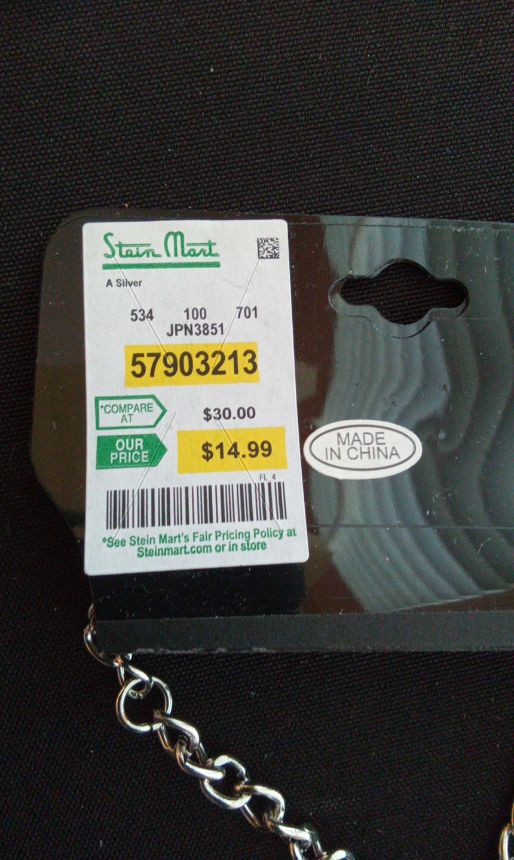 Stein Mart
A Silver
534 100 701
JPN3851
57903213
*COMPARE
AT
$30.00
OUR
PRICE
$14.99
FL 4
*See Stein Mart's Fair Pricing Policy at
Steinmart.com or in store
MADE
IN CHINA